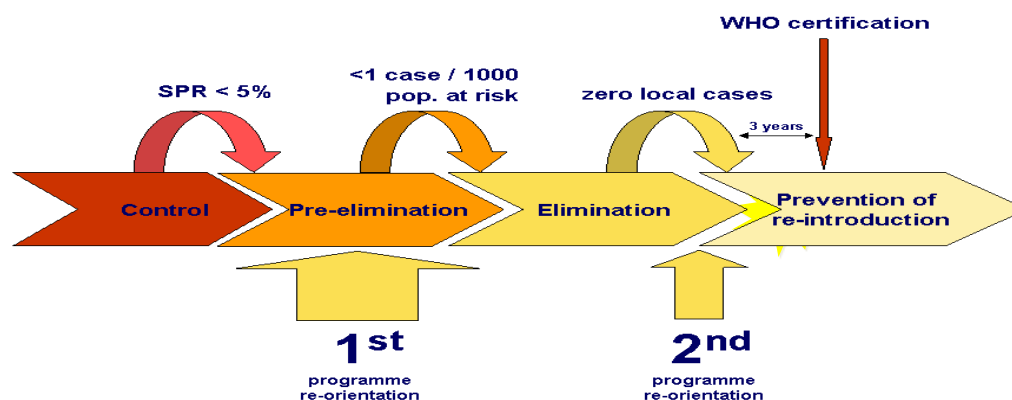 WHO certification
<1 case / 1000
pop. at risk
SPR < 5%
zero local cases
3 years
Control
Pre-elimination
Elimination
Prevention of
re-introduction
1st
programme
re-orientation
2nd
programme
re-orientation